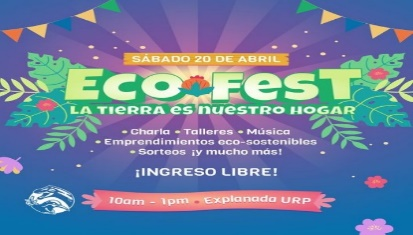 SÁBADO 20 DE ABRIL
ECO FEST
LA TIERRA ES NUESTRO HOGAR
• Charla • Talleres • Música
• Emprendimientos eco-sostenibles
• Sorteos ¡y mucho más!
¡INGRESO LIBRE!
10am - 1pm • Explanada URP